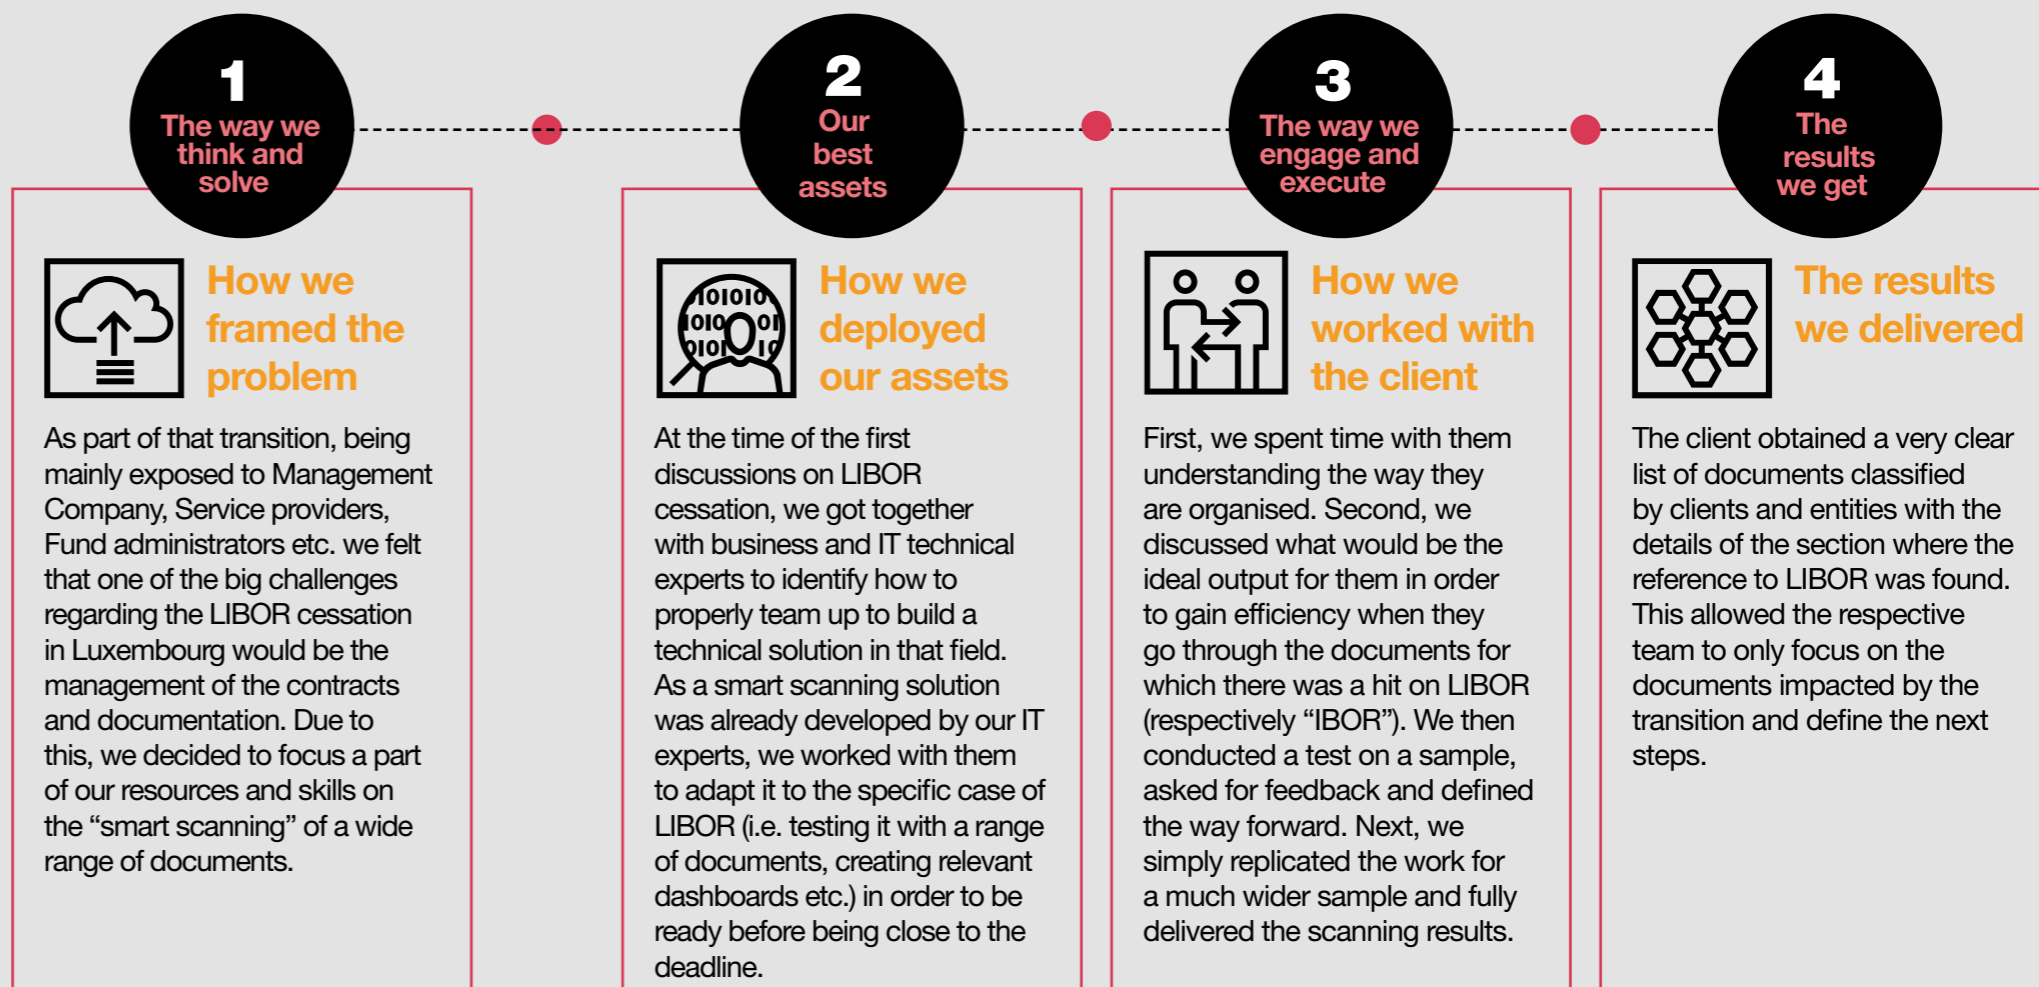 1
The way we
think and
solve
How we
framed the
problem
As part of that transition, being
mainly exposed to Management
Company, Service providers,
Fund administrators etc. we felt
that one of the big challenges
regarding the LIBOR cessation
in Luxembourg would be the
management of the contracts
and documentation. Due to
this, we decided to focus a part
of our resources and skills on
the “smart scanning” of a wide
range of documents.
2
Our
best
assets
How we
deployed
our assets
At the time of the first
discussions on LIBOR
cessation, we got together
with business and IT technical
experts to identify how to
properly team up to build a
technical solution in that field.
As a smart scanning solution
was already developed by our IT
experts, we worked with them
to adapt it to the specific case of
LIBOR (i.e. testing it with a range
of documents, creating relevant
dashboards etc.) in order to be
ready before being close to the
deadline.
3
The way we
engage and
execute
How we
worked with
the client
First, we spent time with them
understanding the way they
are organised. Second, we
discussed what would be the
ideal output for them in order
to gain efficiency when they
go through the documents for
which there was a hit on LIBOR
(respectively “IBOR”). We then
conducted a test on a sample,
asked for feedback and defined
the way forward. Next, we
simply replicated the work for
a much wider sample and fully
delivered the scanning results.
4
The
results
we get
The results
we delivered
The client obtained a very clear
list of documents classified
by clients and entities with the
details of the section where the
reference to LIBOR was found.
This allowed the respective
team to only focus on the
documents impacted by the
transition and define the next
steps.